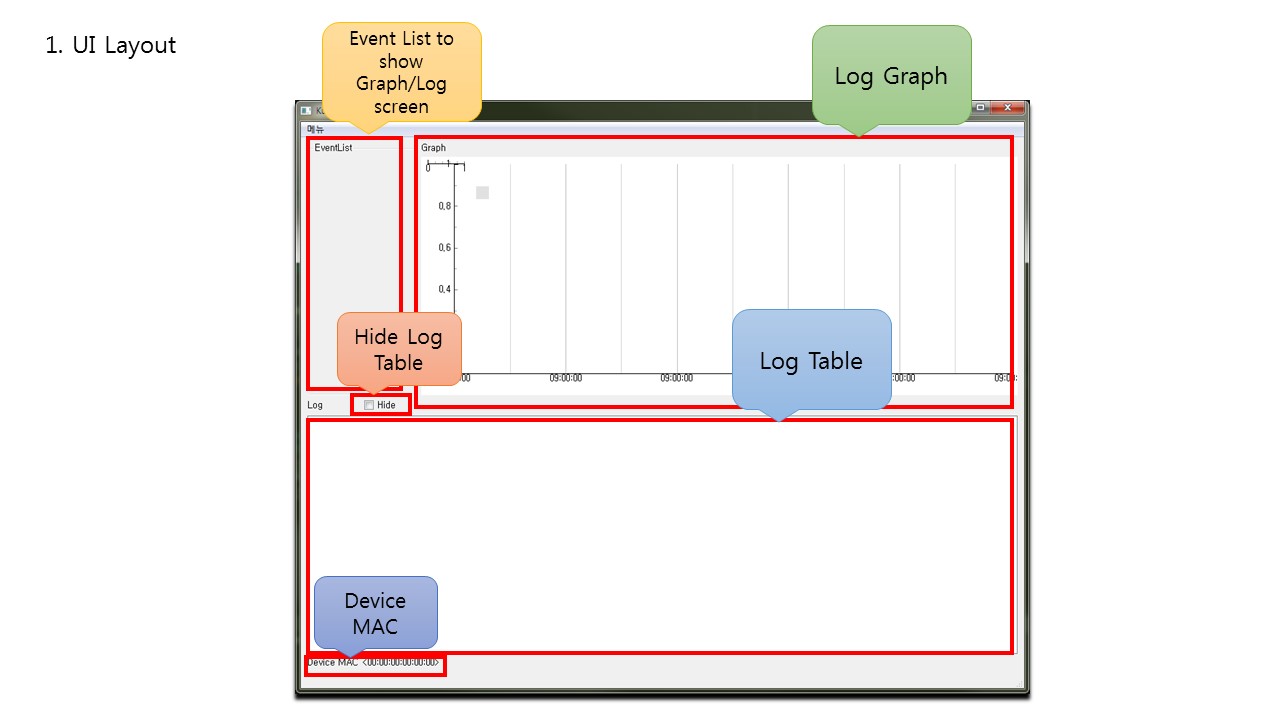 1. UI Layout
Event List to
show
Graph/Log
screen
Log Graph
메뉴
EventList
Graph
0
1
1
0,8
0,6
0,4
Hide Log
Table
Log Table
:00
09:00:00
09:00:00
:00:00
09:0
Log
Hide
Device
MAC
Device MAC <00:00:00:00:00:00>